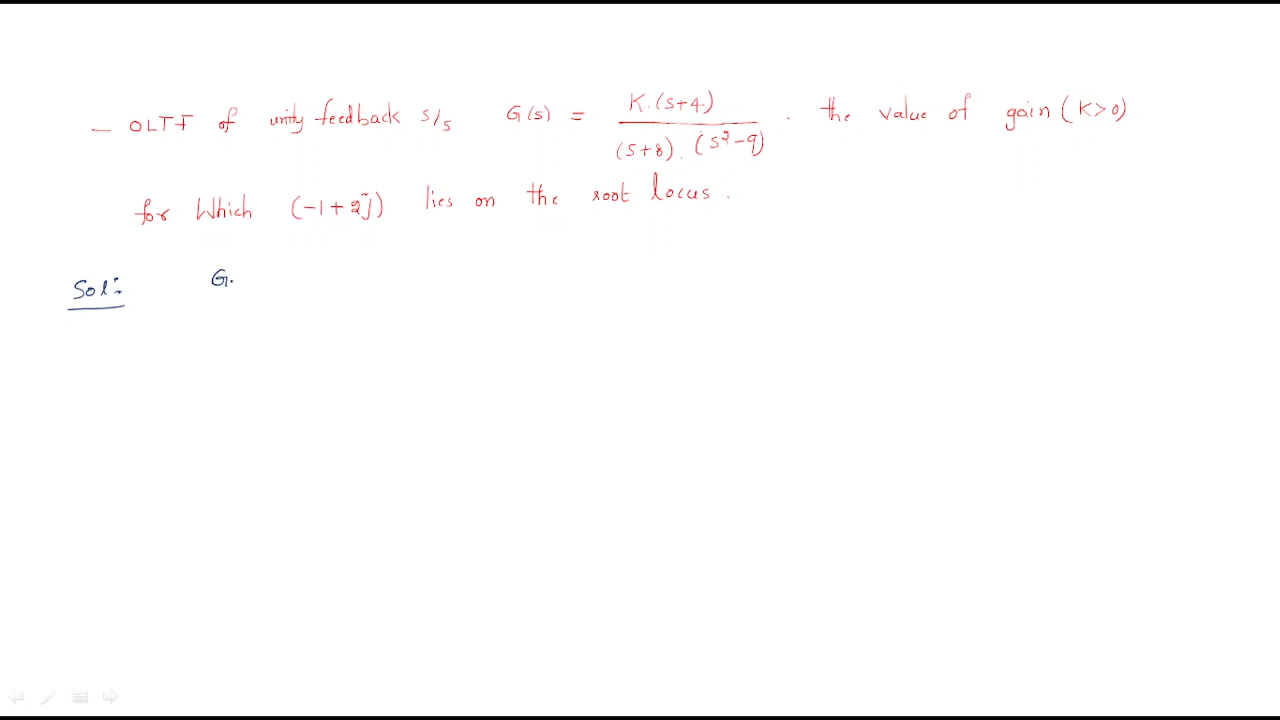 – OLTF of unity feedback s/s G(s) = K.(s+4) / (s+8).(s²-9) . the value of gain (K>0)
for which (-1+2j) lies on the root locus.
Sol:- G.